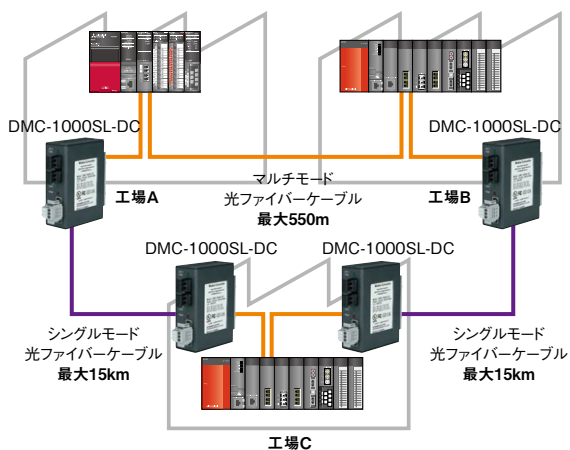 DMC-1000SL-DC
DMC-1000SL-DC
工場A
マルチモード
光ファイバーケーブル
最大550m
工場B
DMC-1000SL-DC
DMC-1000SL-DC
シングルモード
光ファイバーケーブル
最大15km
シングルモード
光ファイバーケーブル
最大15km
工場C